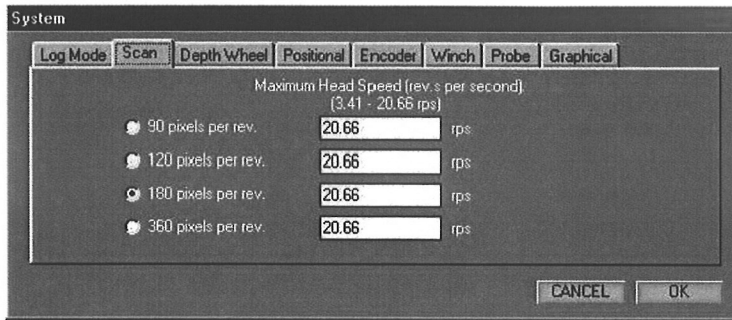 System
Log Mode Scan Depth Wheel Positional Encoder Winch Probe Graphical
Maximum Head Speed (rev.s per second)
(3.41 - 20.66 rps)
90 pixels per rev. 20.66 rps
120 pixels per rev. 20.66 rps
180 pixels per rev. 20.66 rps
360 pixels per rev. 20.66 rps
CANCEL OK